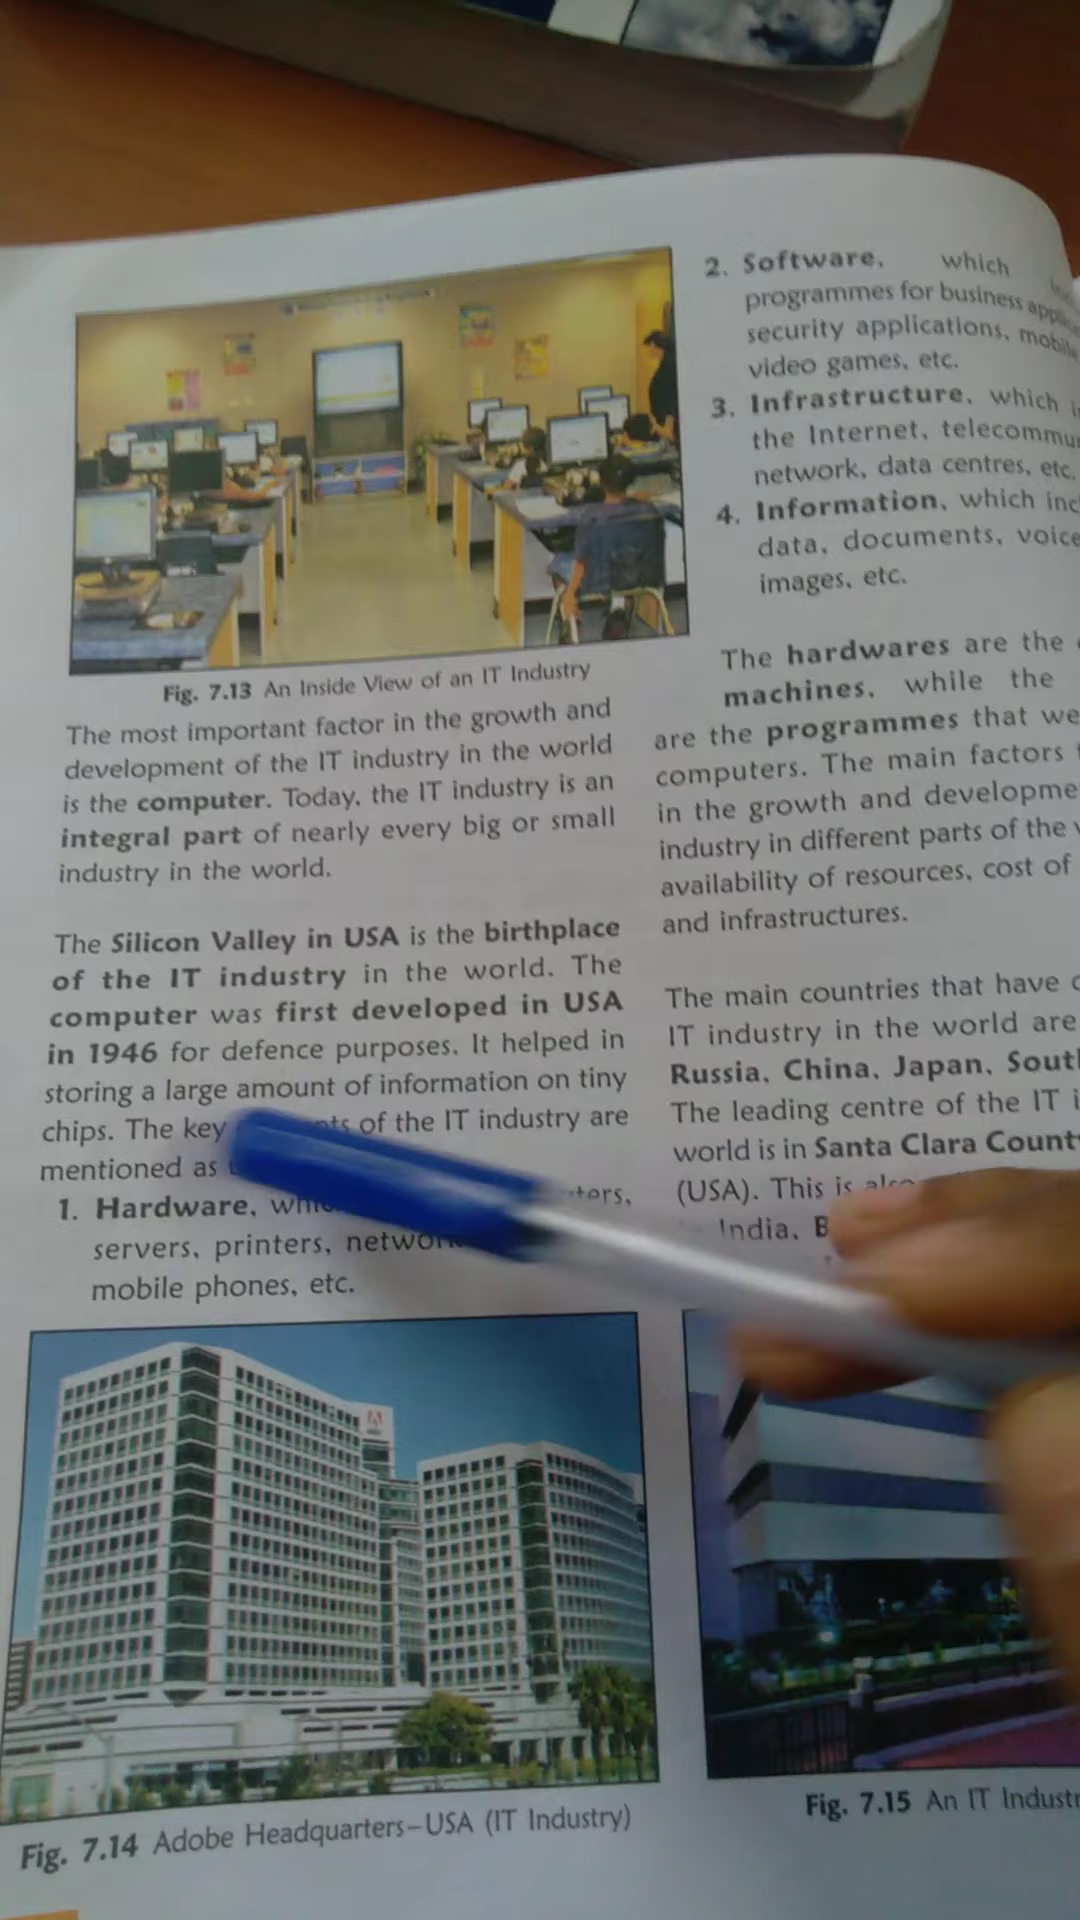 Fig. 7.13 An Inside View of an IT Industry
The most important factor in the growth and
development of the IT industry in the world
is the computer. Today, the IT industry is an
integral part of nearly every big or small
industry in the world.
The Silicon Valley in USA is the birthplace
of the IT industry in the world. The
computer was first developed in USA
in 1946 for defence purposes. It helped in
storing a large amount of information on tiny
chips. The key of the IT industry are
mentioned as
1. Hardware,
servers, printers,
mobile phones, etc.
Fig. 7.14 Adobe Headquarters–USA (IT Industry)
2. Software, which
programmes for business
security applications, mobile
video games, etc.
3. Infrastructure, which
the Internet,
network, data centres, etc.
4. Information, which
data, documents, voice
images, etc.
The hardwares are the
machines, while the
are the programmes that we
computers. The main factors
in the growth and
industry in different parts of the
availability of resources, cost of
and infrastructures.
The main countries that have
IT industry in the world are
Russia, China, Japan,
The leading centre of the IT
world is in Santa Clara
(USA). This is
India,
Fig. 7.15 An IT